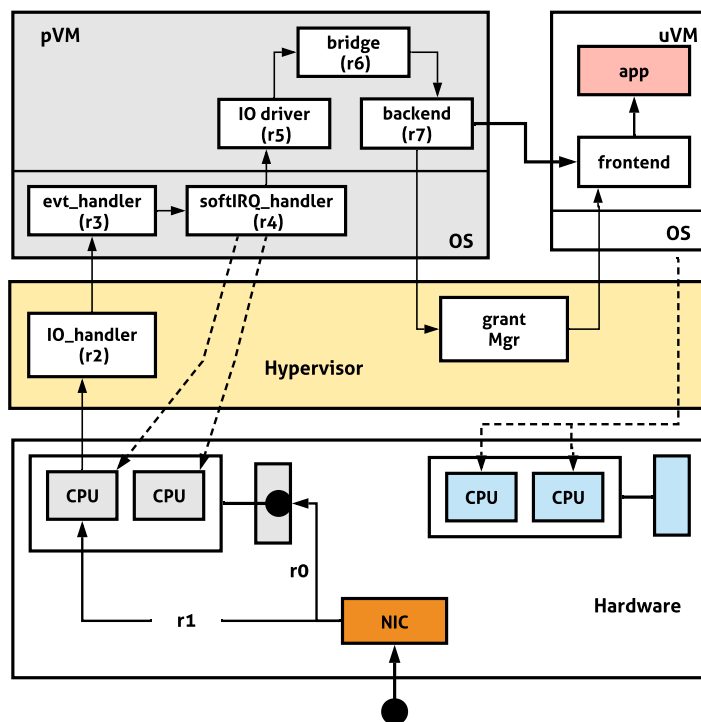 pVM
uVM
bridge
(r6)
app
IO driver
(r5)
backend
(r7)
frontend
evt_handler
(r3)
softIRQ_handler
(r4)
OS
OS
IO_handler
(r2)
grant
Mgr
Hypervisor
CPU
CPU
CPU
CPU
r0
Hardware
r1
NIC